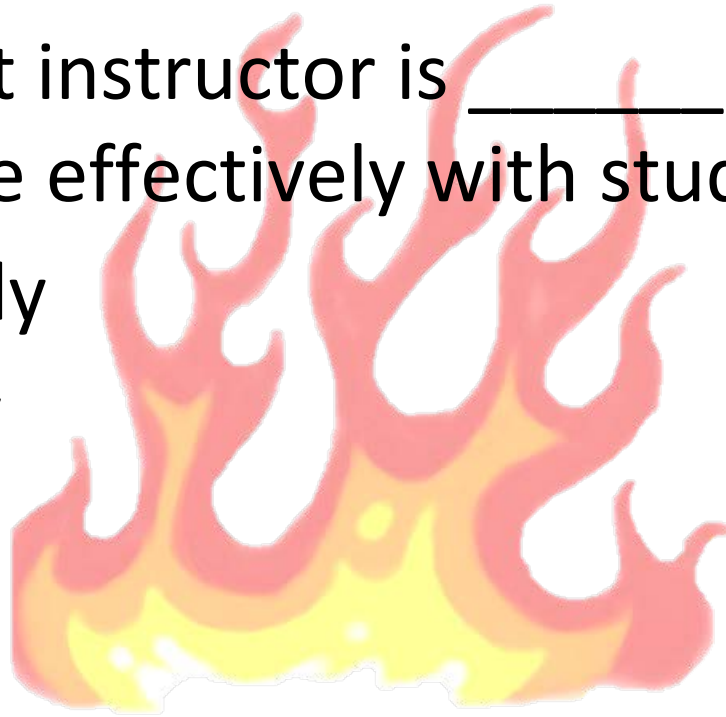 t instructor is ______
e effectively with stud
ly